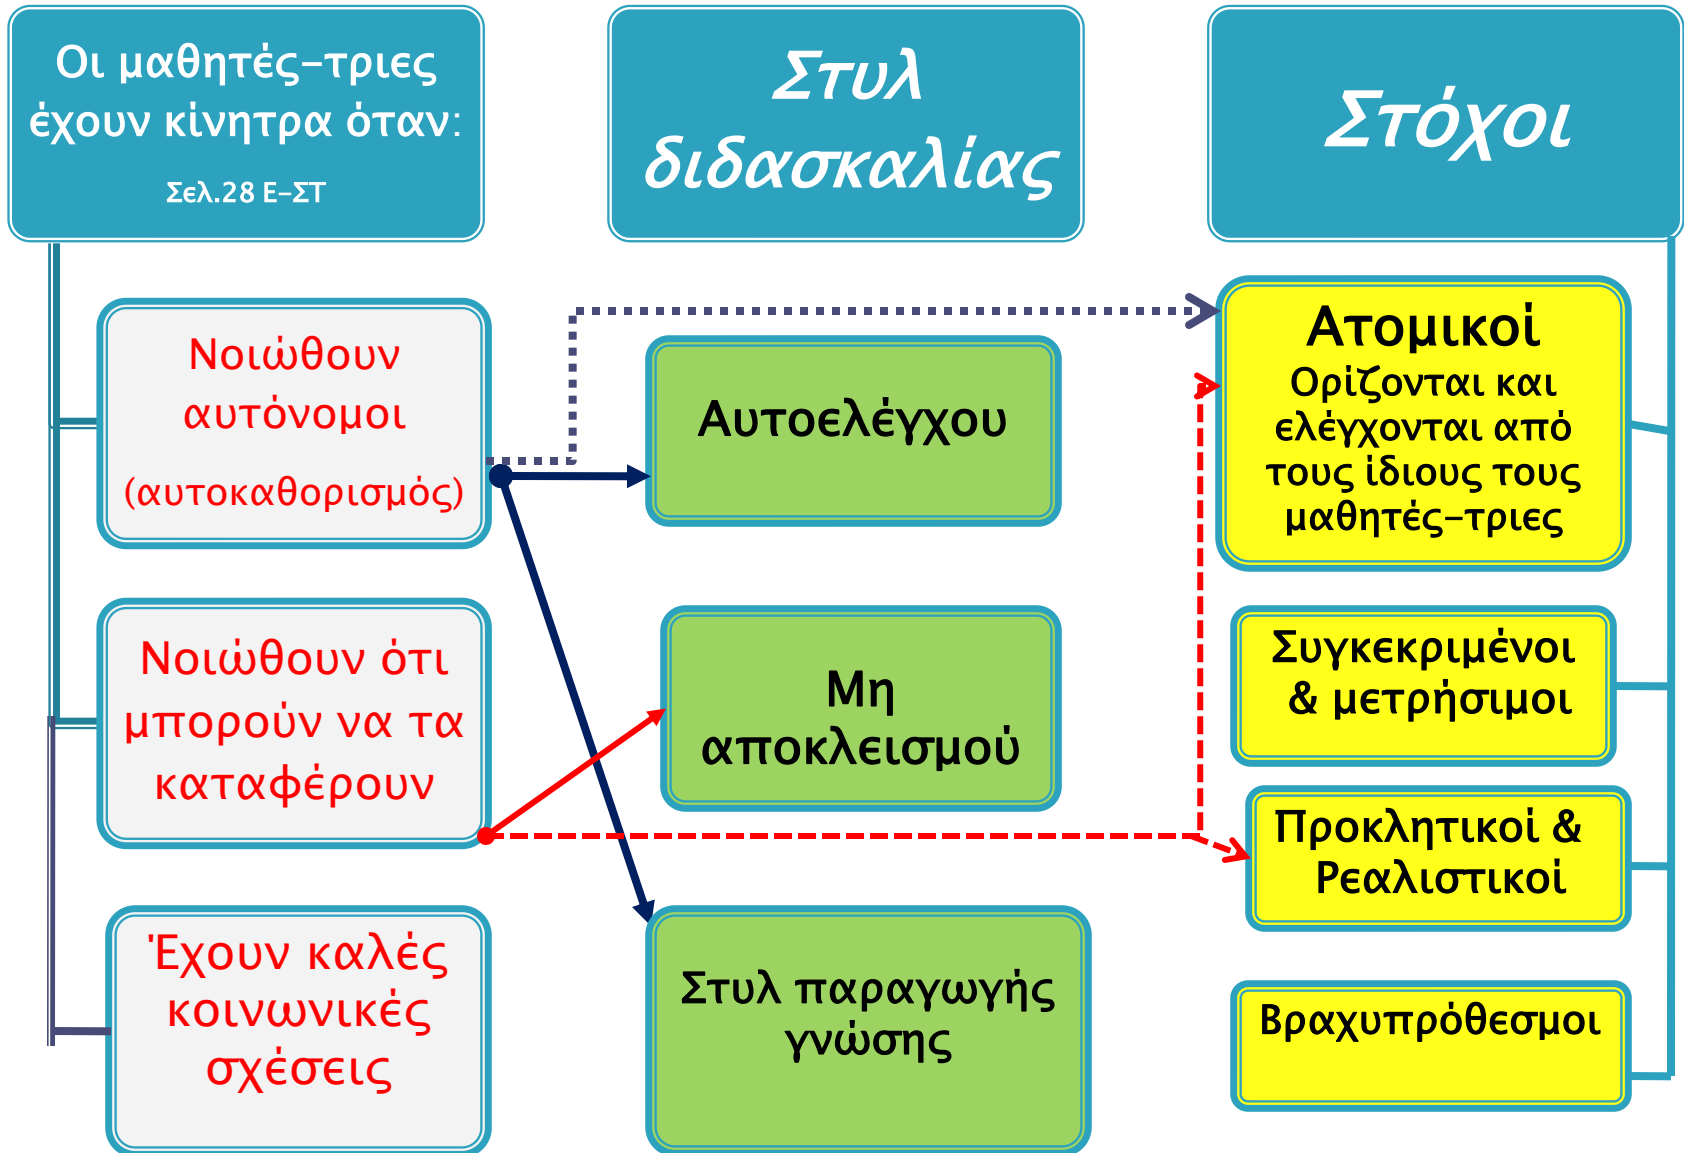 Οι μαθητές-τριες
έχουν κίνητρα όταν:
Σελ.28 Ε-ΣΤ
Νοιώθουν
αυτόνομοι
(αυτοκαθορισμός)
Νοιώθουν ότι
μπορούν να τα
καταφέρουν
Έχουν καλές
κοινωνικές
σχέσεις
Στυλ
διδασκαλίας
Αυτοελέγχου
Μη
αποκλεισμού
Στυλ παραγωγής
γνώσης
Στόχοι
Ατομικοί
Ορίζονται και
ελέγχονται από
τους ίδιους τους
μαθητές-τριες
Συγκεκριμένοι
& μετρήσιμοι
Προκλητικοί &
Ρεαλιστικοί
Βραχυπρόθεσμοι